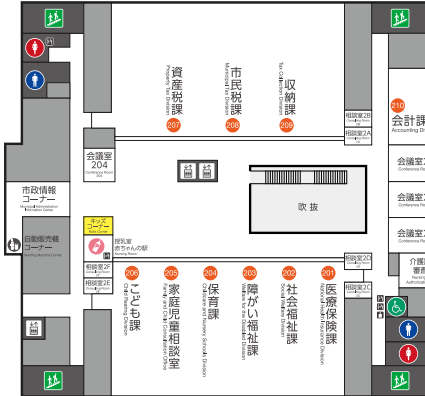 資産税課
Property Tax Division
207
市民税課
Municipal Tax Division
208
収納課
Tax Collection Division
209
210
会計課
Accounting Di
相談室2B
相談室2A
会議室
204
Conference Room
会議室
会議室
会議室
市政情報
コーナー
Municipal Administration
Information Center
自動販売機
コーナー
Vending Machine Corner
キッズ
コーナー
Kid's Corner
授乳室
赤ちゃんの駅
Nursing Room
吹抜
相談室2F
相談室2E
相談室2D
相談室2C
介護
審査
206
こども課
205
家庭児童相談室
Family and Child Consultation Office
204
保育課
Childcare and Nursery Schools Division
203
障がい福祉課
Welfare for the Disabled Division
202
社会福祉課
Social Welfare Division
201
医療保険課
National Health Insurance Division